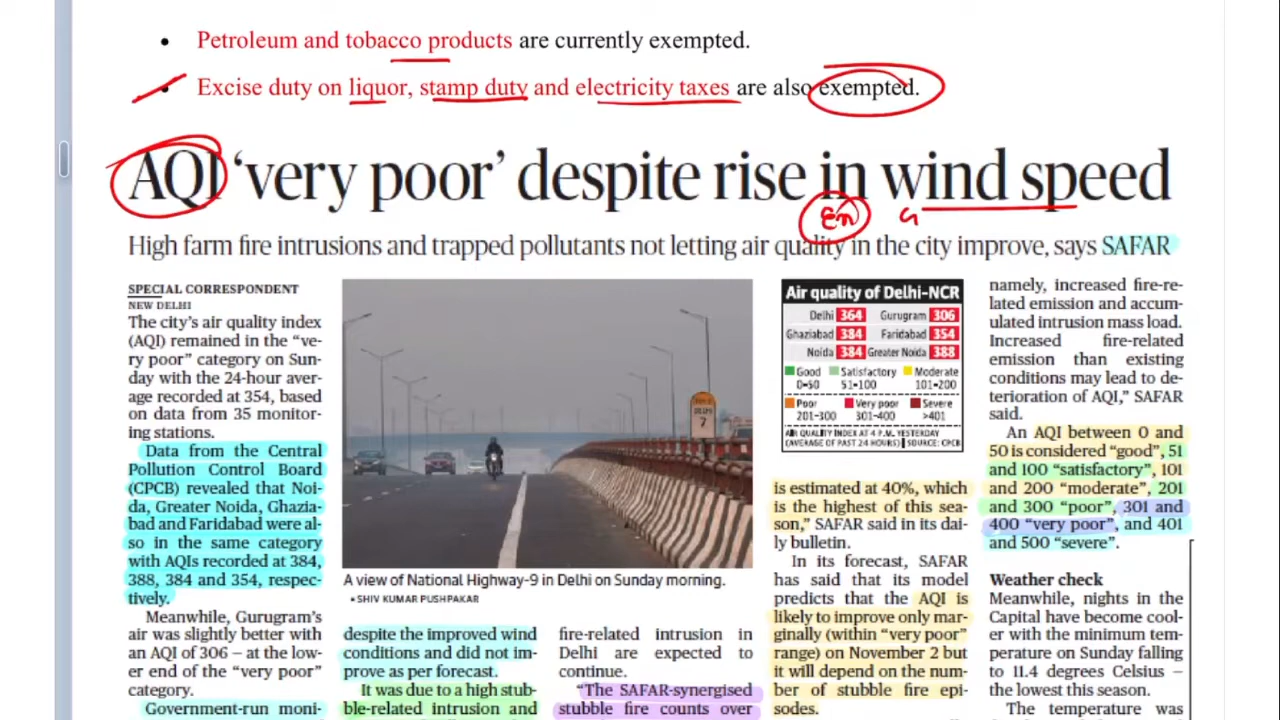 • Petroleum and tobacco products are currently exempted.
• Excise duty on liquor, stamp duty and electricity taxes are also exempted.
AQI ‘very poor’ despite rise in wind speed
En
High farm fire intrusions and trapped pollutants not letting air quality in the city improve, says SAFAR
SPECIAL CORRESPONDENT
NEW DELHI
The city's air quality index
(AQI) remained in the “ve-
ry poor” category on Sun-
day with the 24-hour aver-
age recorded at 354, based
on data from 35 monitor-
ing stations.
Data from the Central
Pollution Control Board
(CPCB) revealed that Noi-
da, Greater Noida, Ghazia-
bad and Faridabad were al-
so in the same category
with AQIs recorded at 384,
388, 384 and 354, respec-
tively.
Meanwhile, Gurugram's
air was slightly better with
an AQI of 306 – at the low-
er end of the “very poor”
category.
Government-run moni-
7
A view of National Highway-9 in Delhi on Sunday morning.
• SHIV KUMAR PUSHPAKAR
despite the improved wind
conditions and did not im-
prove as per forecast.
It was due to a high stub-
ble-related intrusion and
fire-related intrusion in
Delhi are expected to
continue.
“The SAFAR-synergised
stubble fire counts over
Air quality of Delhi-NCR
Delhi 364 Gurugram 306
Ghaziabad 384 Faridabad 354
Noida 384 Greater Noida 388
Good Satisfactory Moderate
0-50 51-100 101-200
Poor Very poor Severe
201-300 301-400 >401
AIR QUALITY INDEX AT 4 P.M. YESTERDAY
(AVERAGE OF PAST 24 HOURS) SOURCE: CPCB
is estimated at 40%, which
is the highest of this sea-
son,” SAFAR said in its dai-
ly bulletin.
In its forecast, SAFAR
has said that its model
predicts that the AQI is
likely to improve only mar-
ginally (within “very poor”
range) on November 2 but
it will depend on the num-
ber of stubble fire epi-
sodes.
namely, increased fire-re-
lated emission and accum-
ulated intrusion mass load.
Increased fire-related
emission than existing
conditions may lead to de-
terioration of AQI,” SAFAR
said.
An AQI between 0 and
50 is considered “good”, 51
and 100 “satisfactory”, 101
and 200 “moderate”, 201
and 300 “poor”, 301 and
400 “very poor”, and 401
and 500 “severe”.
Weather check
Meanwhile, nights in the
Capital have become cool-
er with the minimum tem-
perature on Sunday falling
to 11.4 degrees Celsius –
the lowest this season.
The temperature was